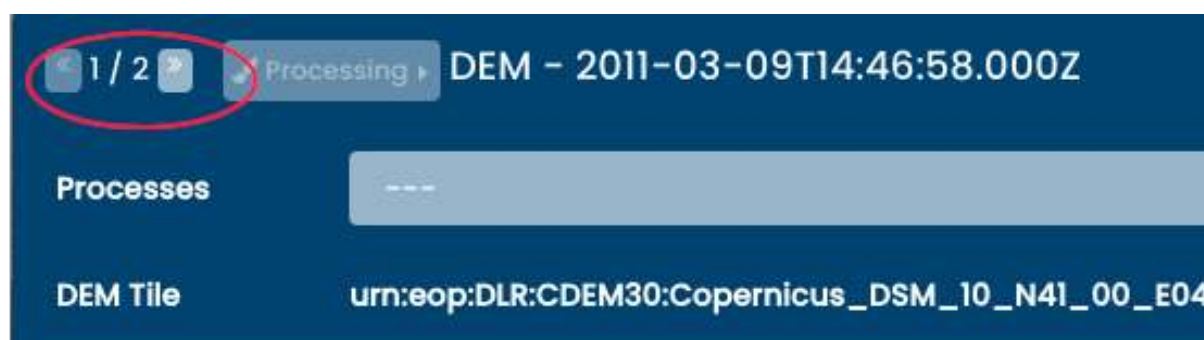 « 1 / 2 » Processing ▸ DEM - 2011-03-09T14:46:58.000Z
Processes ---
DEM Tile urn:eop:DLR:CDEM30:Copernicus_DSM_10_N41_00_E04